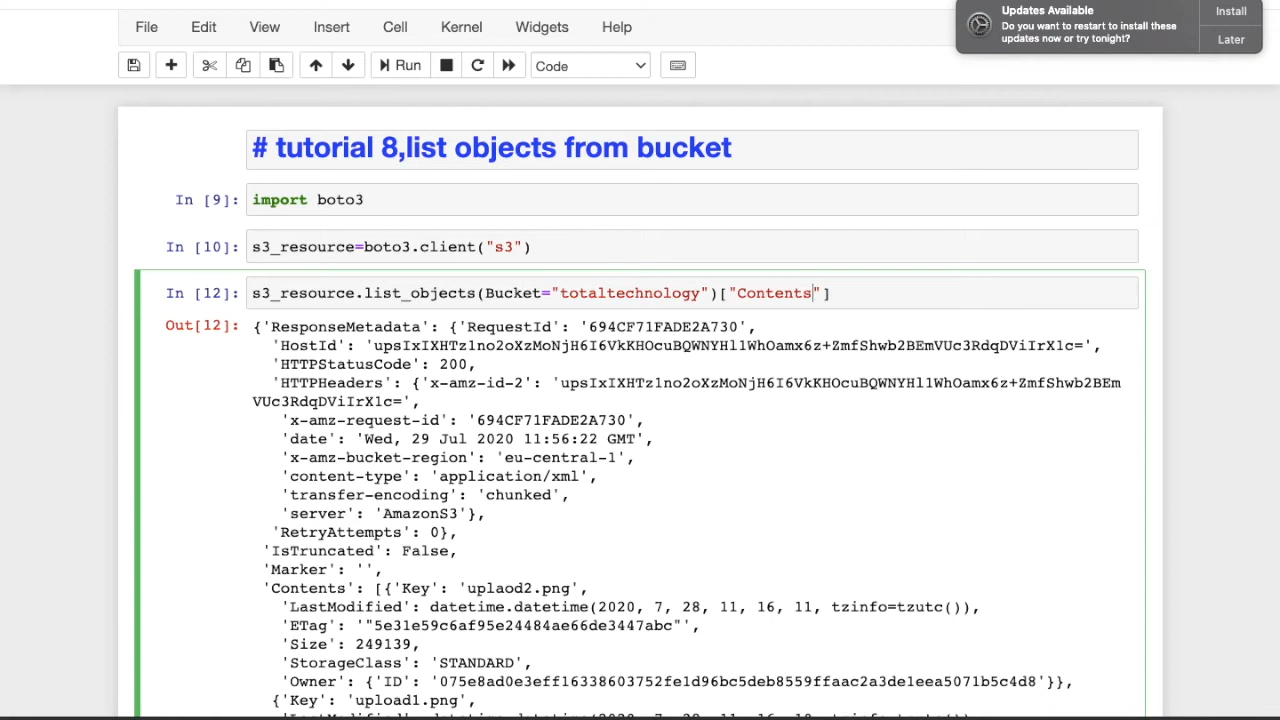 File Edit View Insert Cell Kernel Widgets Help
Updates Available
Do you want to restart to install these
updates now or try tonight?
Install
Later
Run
Code
# tutorial 8,list objects from bucket
In [9]: import boto3
In [10]: s3_resource=boto3.client("s3")
In [12]: s3_resource.list_objects(Bucket="totaltechnology")["Contents"]
Out[12]: {'ResponseMetadata': {'RequestId': '694CF71FADE2A730',
'HostId': 'upsIxIXHTz1no2oXzMoNjH6I6VkKHOcuBQWNYHl1WhOamx6z+ZmfShwb2BEmVUc3RdqDViIrX1c=',
'HTTPStatusCode': 200,
'HTTPHeaders': {'x-amz-id-2': 'upsIxIXHTz1no2oXzMoNjH6I6VkKHOcuBQWNYHl1WhOamx6z+ZmfShwb2BEm
VUc3RdqDViIrX1c=',
'x-amz-request-id': '694CF71FADE2A730',
'date': 'Wed, 29 Jul 2020 11:56:22 GMT',
'x-amz-bucket-region': 'eu-central-1',
'content-type': 'application/xml',
'transfer-encoding': 'chunked',
'server': 'AmazonS3'},
'RetryAttempts': 0},
'IsTruncated': False,
'Marker': '',
'Contents': [{'Key': 'uplaod2.png',
'LastModified': datetime.datetime(2020, 7, 28, 11, 16, 11, tzinfo=tzutc()),
'ETag': '"5e31e59c6af95e24484ae66de3447abc"',
'Size': 249139,
'StorageClass': 'STANDARD',
'Owner': {'ID': '075e8ad0e3eff16338603752fe1d96bc5deb8559ffaac2a3de1eea5071b5c4d8'}},
{'Key': 'upload1.png',